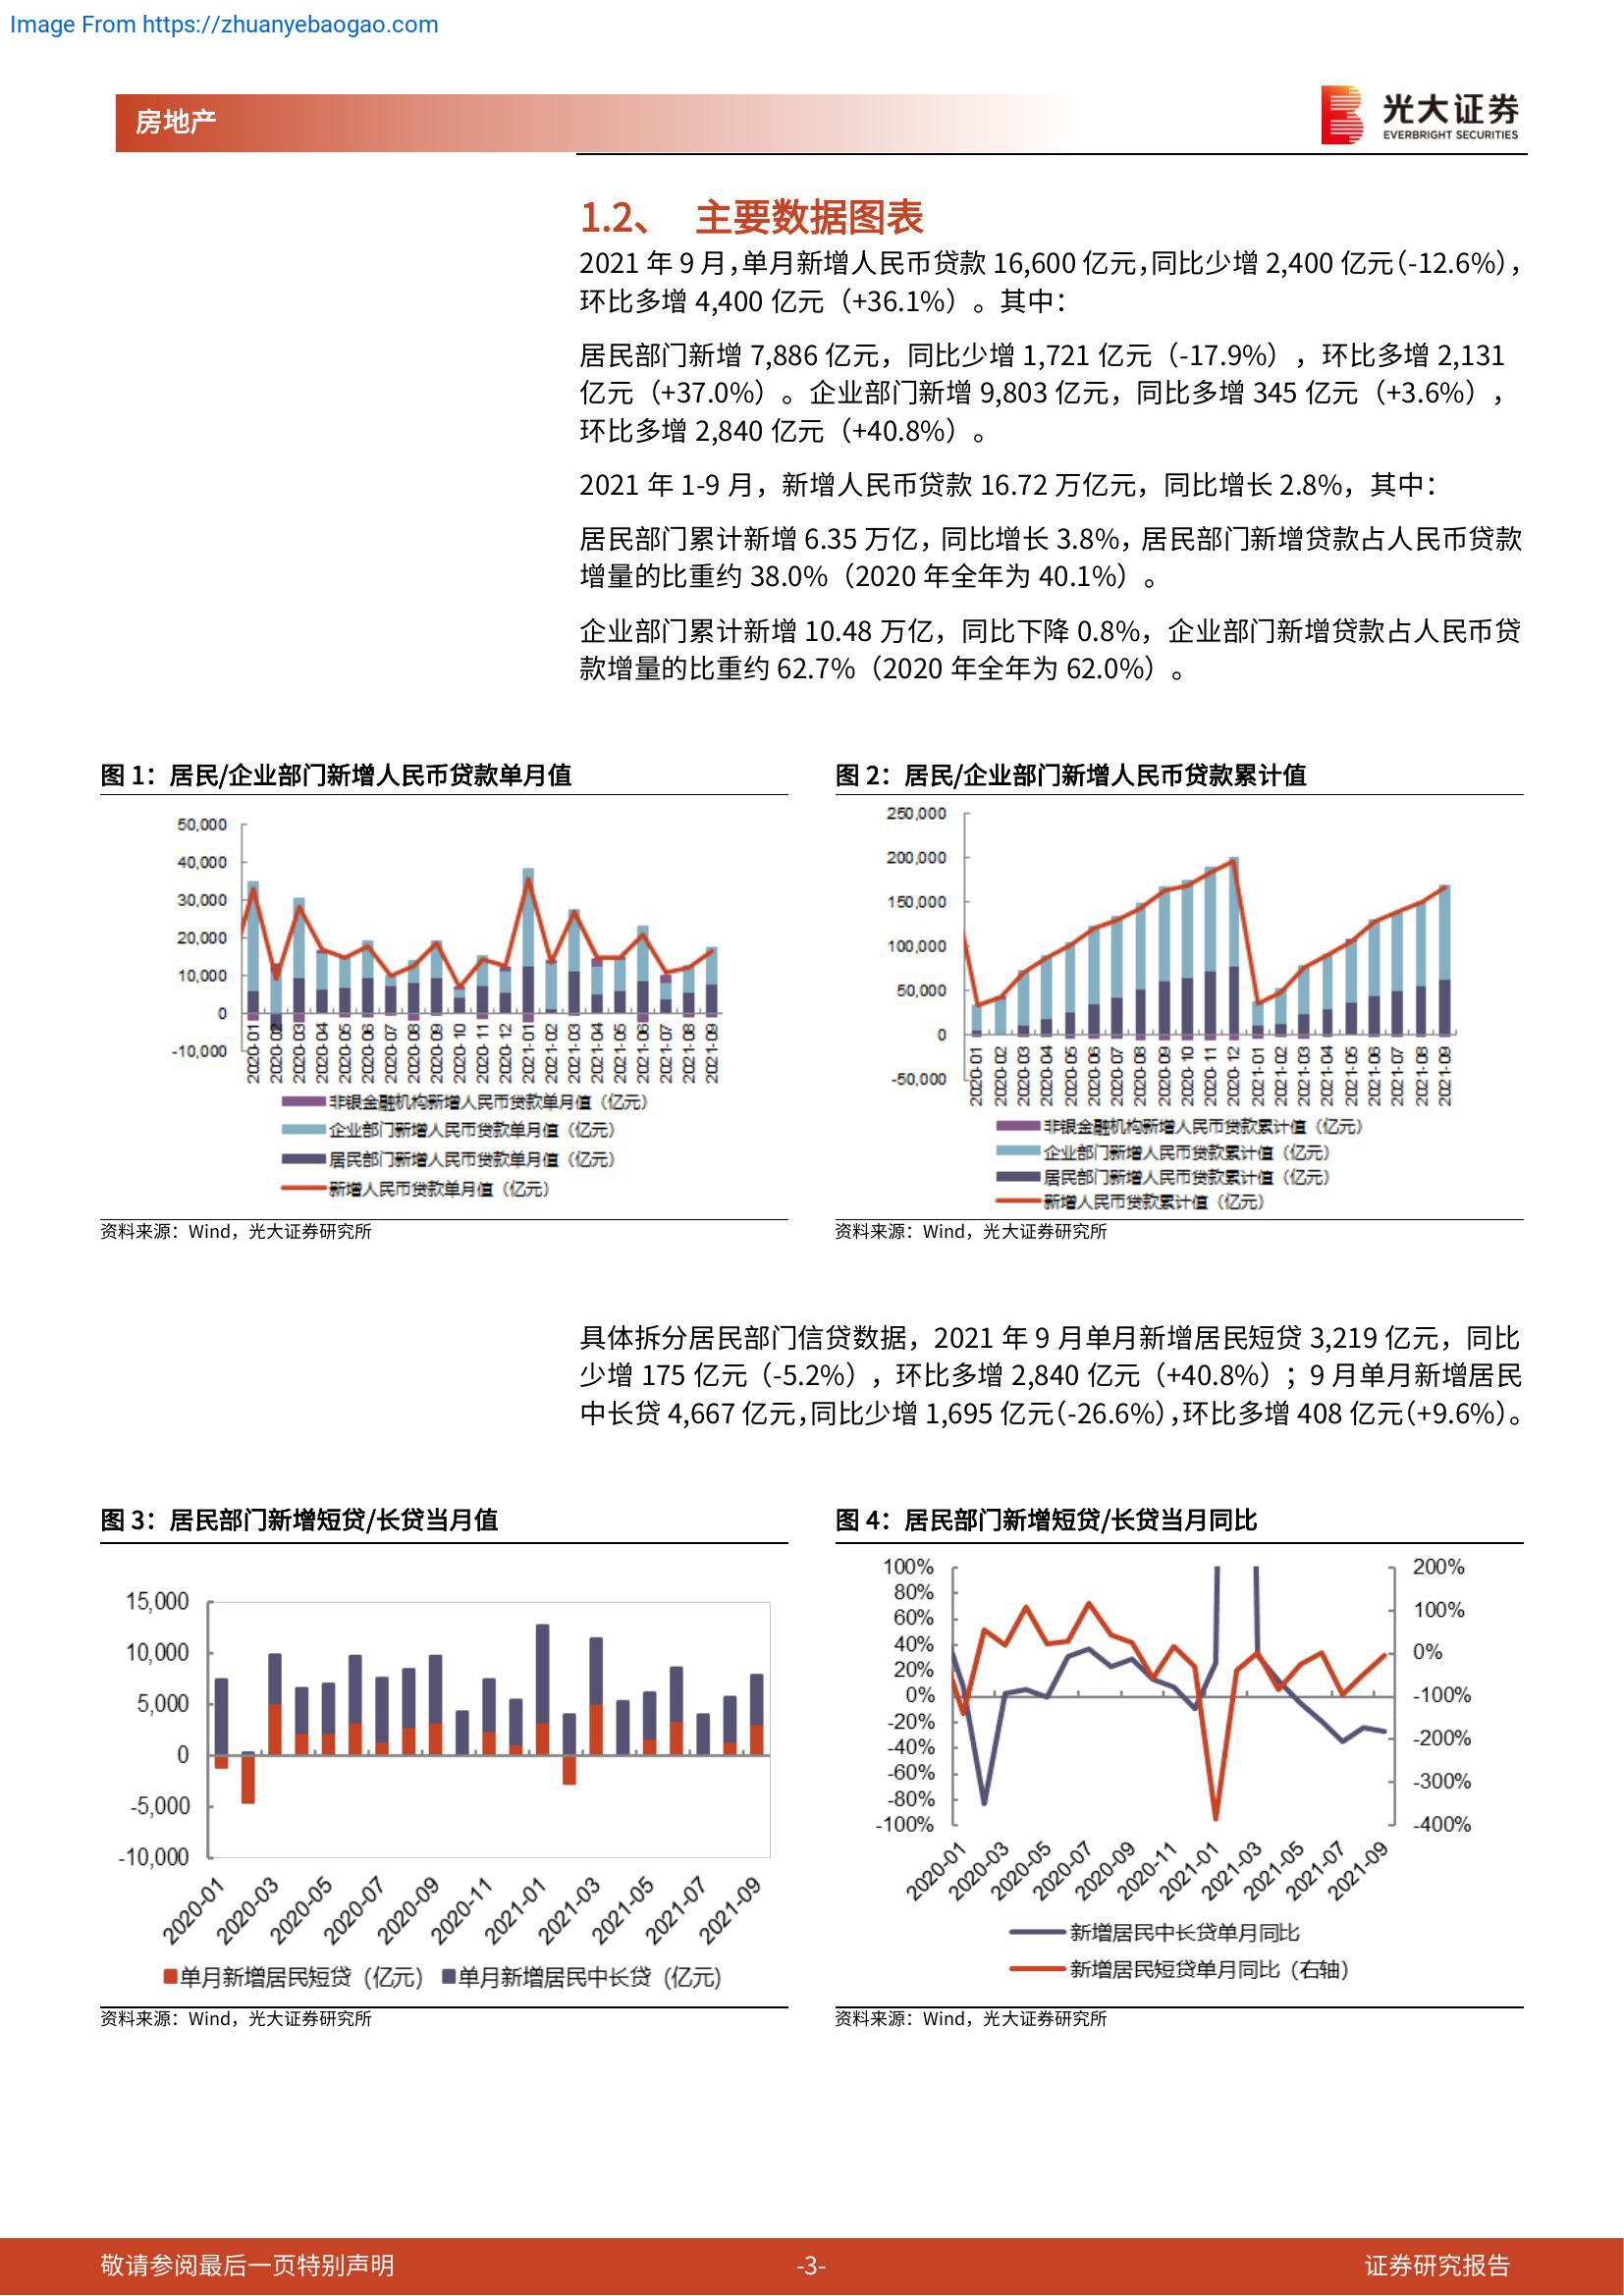 Image From https://zhuanyebaogao.com
房地产
光大证券
EVERBRIGHT SECURITIES
1.2、 主要数据图表
2021 年 9 月，单月新增人民币贷款 16,600 亿元，同比少增 2,400 亿元（-12.6%），
环比多增 4,400 亿元（+36.1%）。其中：
居民部门新增 7,886 亿元，同比少增 1,721 亿元（-17.9%），环比多增 2,131
亿元（+37.0%）。企业部门新增 9,803 亿元，同比多增 345 亿元（+3.6%），
环比多增 2,840 亿元（+40.8%）。
2021 年 1-9 月，新增人民币贷款 16.72 万亿元，同比增长 2.8%，其中：
居民部门累计新增 6.35 万亿，同比增长 3.8%，居民部门新增贷款占人民币贷款
增量的比重约 38.0%（2020 年全年为 40.1%）。
企业部门累计新增 10.48 万亿，同比下降 0.8%，企业部门新增贷款占人民币贷
款增量的比重约 62.7%（2020 年全年为 62.0%）。
图 1：居民/企业部门新增人民币贷款单月值
50,000
40,000
30,000
20,000
10,000
0
-10,000
2020-01
2020-02
2020-03
2020-04
2020-05
2020-06
2020-07
2020-08
2020-09
2020-10
2020-11
2020-12
2021-01
2021-02
2021-03
2021-04
2021-05
2021-06
2021-07
2021-08
2021-09
非银金融机构新增人民币贷款单月值（亿元）
企业部门新增人民币贷款单月值（亿元）
居民部门新增人民币贷款单月值（亿元）
新增人民币贷款单月值（亿元）
资料来源：Wind，光大证券研究所
图 2：居民/企业部门新增人民币贷款累计值
250,000
200,000
150,000
100,000
50,000
0
-50,000
2020-01
2020-02
2020-03
2020-04
2020-05
2020-06
2020-07
2020-08
2020-09
2020-10
2020-11
2020-12
2021-01
2021-02
2021-03
2021-04
2021-05
2021-06
2021-07
2021-08
2021-09
非银金融机构新增人民币贷款累计值（亿元）
企业部门新增人民币贷款累计值（亿元）
居民部门新增人民币贷款累计值（亿元）
新增人民币贷款累计值（亿元）
资料来源：Wind，光大证券研究所
具体拆分居民部门信贷数据，2021 年 9 月单月新增居民短贷 3,219 亿元，同比
少增 175 亿元（-5.2%），环比多增 2,840 亿元（+40.8%）；9 月单月新增居民
中长贷 4,667 亿元，同比少增 1,695 亿元（-26.6%），环比多增 408 亿元（+9.6%）。
图 3：居民部门新增短贷/长贷当月值
15,000
10,000
5,000
0
-5,000
-10,000
2020-01
2020-03
2020-05
2020-07
2020-09
2020-11
2021-01
2021-03
2021-05
2021-07
2021-09
单月新增居民短贷（亿元） 单月新增居民中长贷（亿元）
资料来源：Wind，光大证券研究所
图 4：居民部门新增短贷/长贷当月同比
100%
80%
60%
40%
20%
0%
-20%
-40%
-60%
-80%
-100%
200%
100%
0%
-100%
-200%
-300%
-400%
2020-01
2020-03
2020-05
2020-07
2020-09
2020-11
2021-01
2021-03
2021-05
2021-07
2021-09
新增居民中长贷单月同比
新增居民短贷单月同比（右轴）
资料来源：Wind，光大证券研究所
敬请参阅最后一页特别声明
-3-
证券研究报告